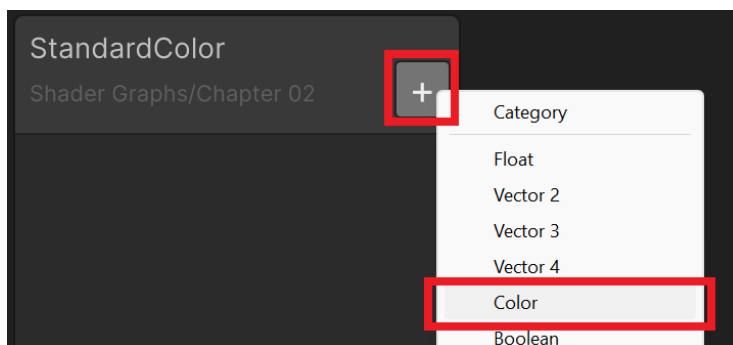 StandardColor
Shader Graphs/Chapter 02
+
Category
Float
Vector 2
Vector 3
Vector 4
Color
Boolean